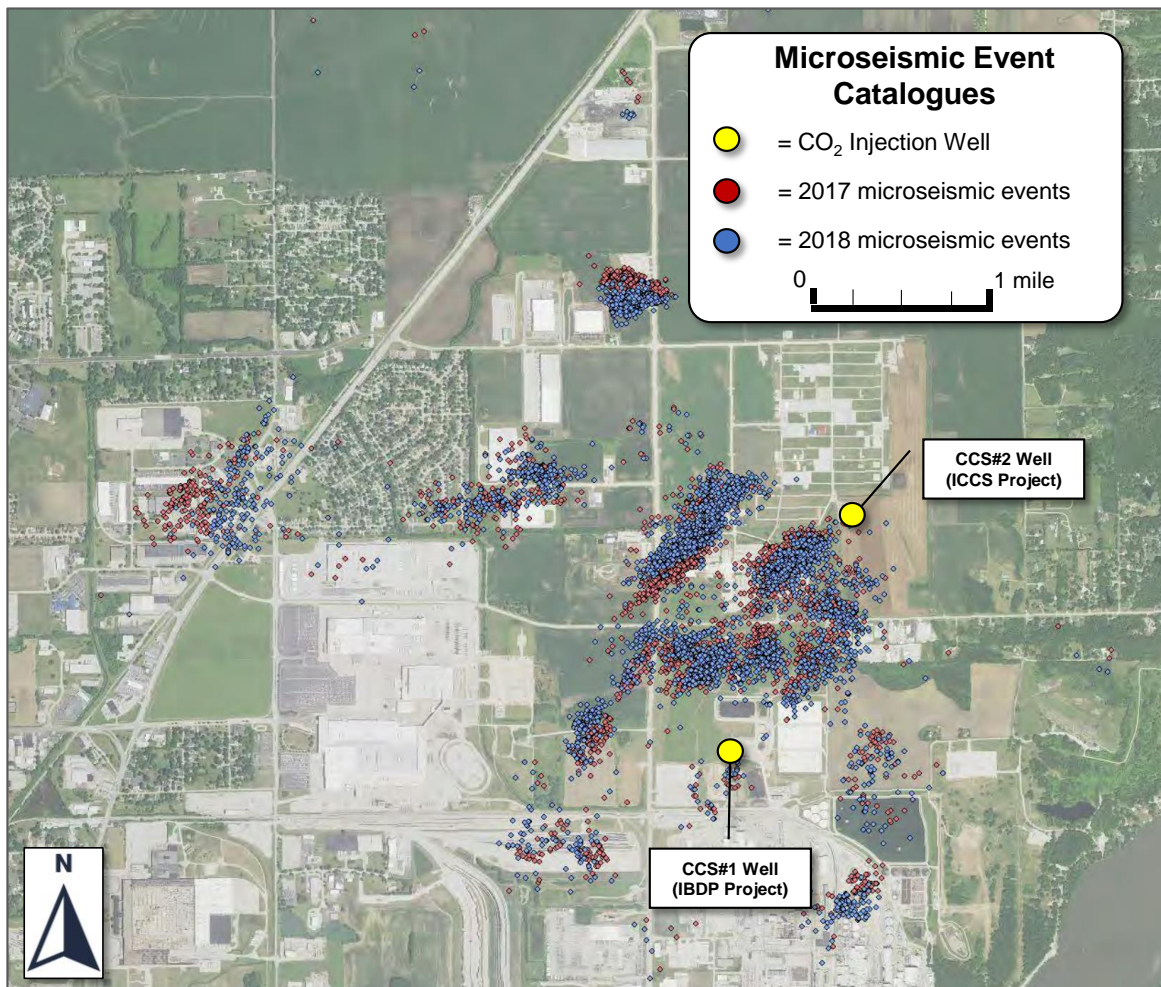 Microseismic Event
Catalogues
= CO₂ Injection Well
= 2017 microseismic events
= 2018 microseismic events
0 1 mile
CCS#2 Well
(ICCS Project)
CCS#1 Well
(IBDP Project)
N